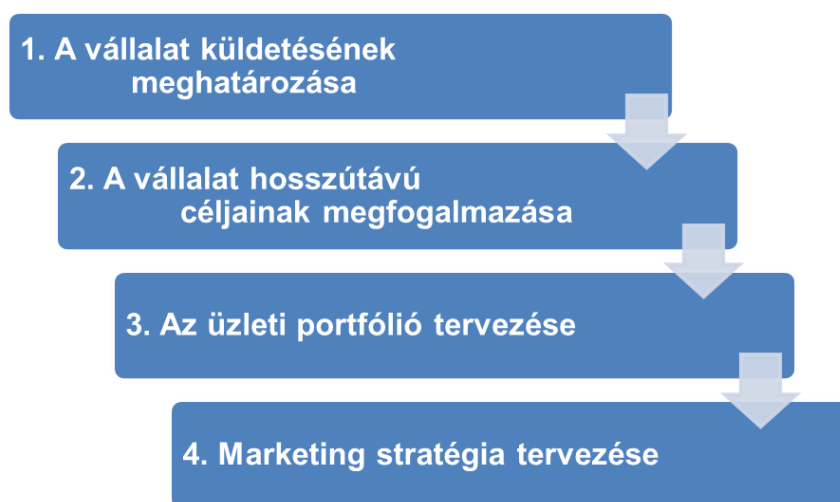 1. A vállalat küldetésének
meghatározása
2. A vállalat hosszútávú
céljainak megfogalmazása
3. Az üzleti portfólió tervezése
4. Marketing stratégia tervezése